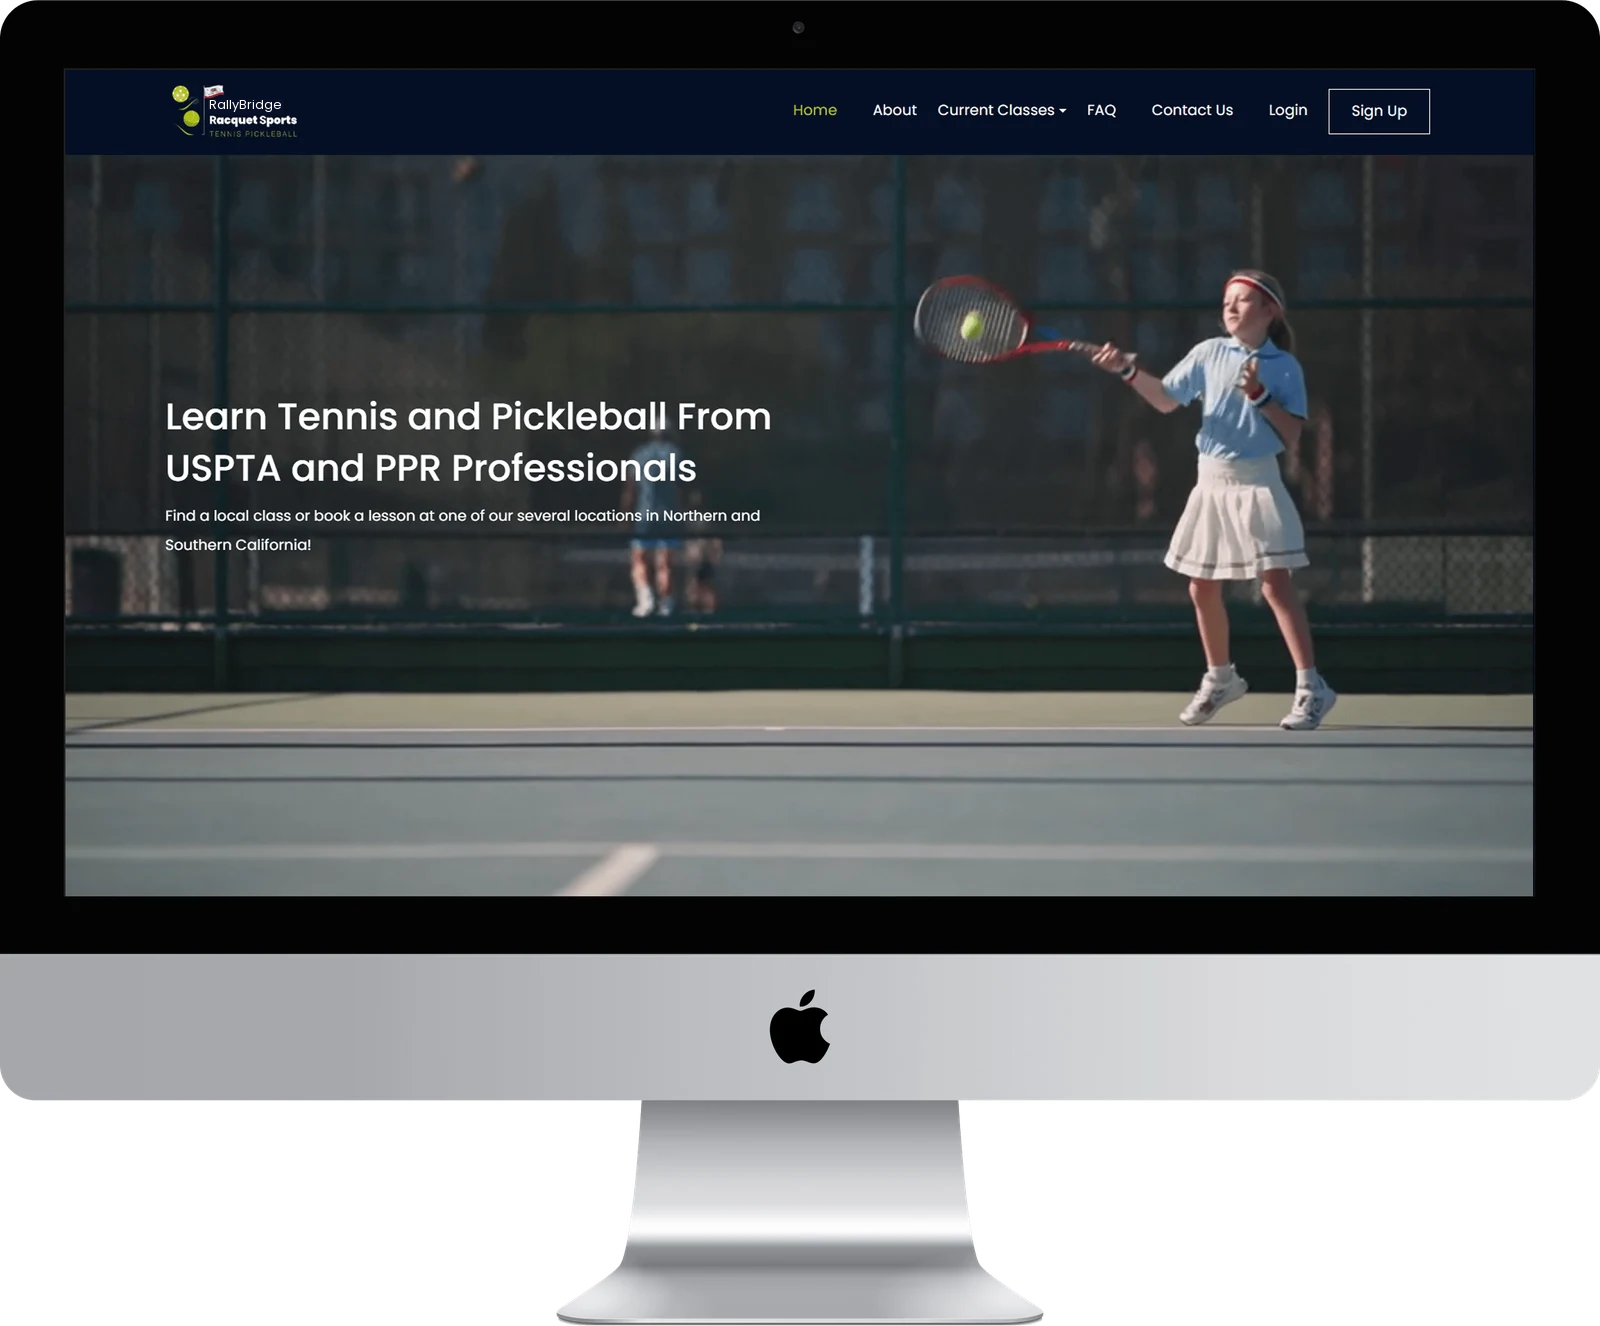 RallyBridge
Racquet Sports
TENNIS PICKLEBALL
Home About Current Classes FAQ Contact Us Login Sign Up
Learn Tennis and Pickleball From
USPTA and PPR Professionals
Find a local class or book a lesson at one of our several locations in Northern and
Southern California!